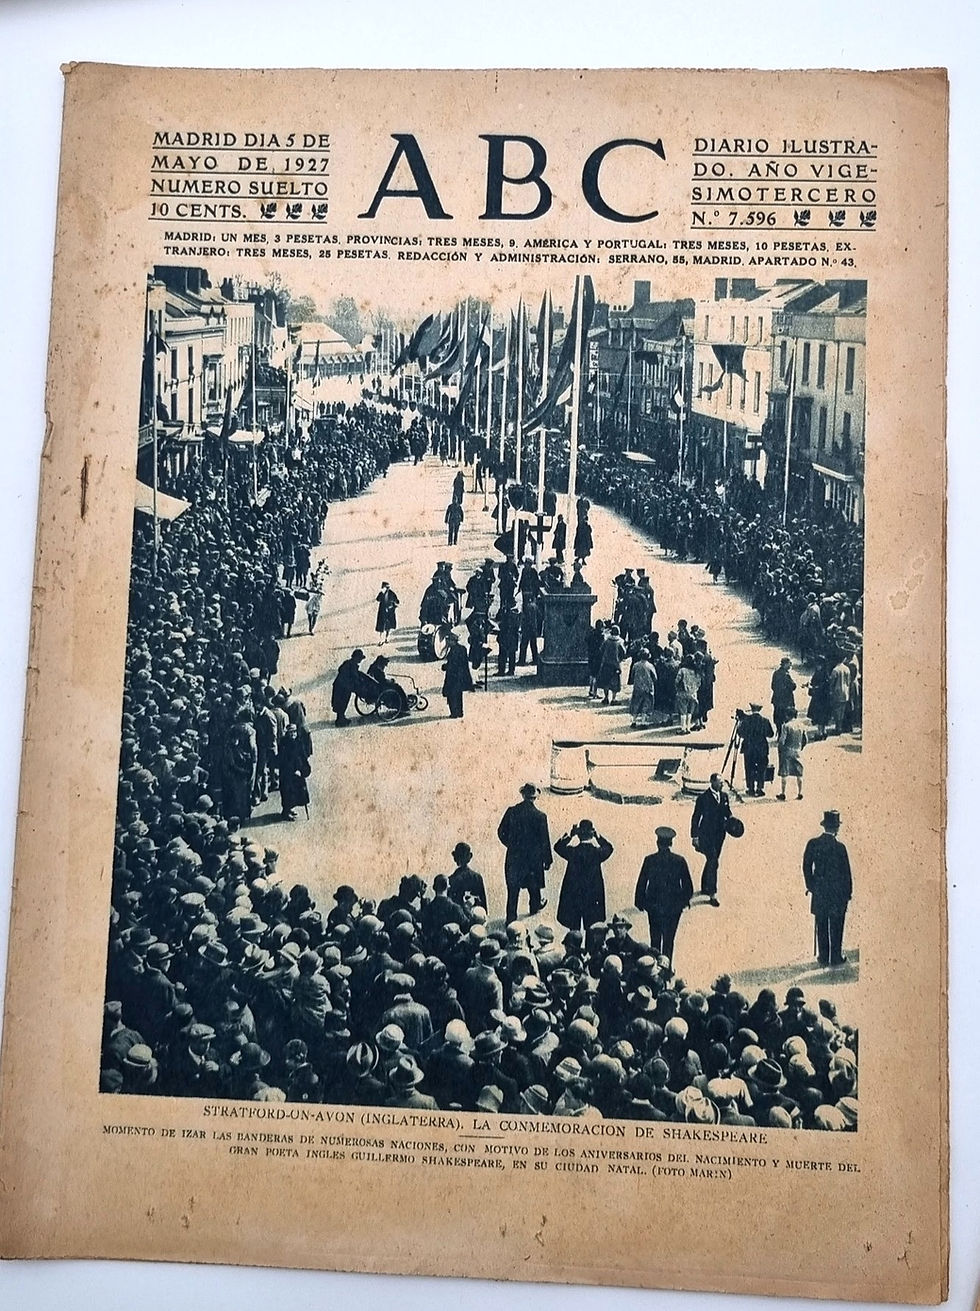 MADRID DIA 5 DE
MAYO DE 1927
NUMERO SUELTO
10 CENTS.
ABC
DIARIO ILUSTRA-
DO. AÑO VIGE-
SIMOTERCERO
N.º 7.596
MADRID: UN MES, 3 PESETAS. PROVINCIAS: TRES MESES, 9. AMÉRICA Y PORTUGAL: TRES MESES, 10 PESETAS. EX-
TRANJERO: TRES MESES, 25 PESETAS. REDACCIÓN Y ADMINISTRACIÓN: SERRANO, 55, MADRID. APARTADO N.º 43.
STRATFORD-ON-AVON (INGLATERRA). LA CONMEMORACION DE SHAKESPEARE
MOMENTO DE IZAR LAS BANDERAS DE NUMEROSAS NACIONES, CON MOTIVO DE LOS ANIVERSARIOS DEL NACIMIENTO Y MUERTE DEL
GRAN POETA INGLES GUILLERMO SHAKESPEARE, EN SU CIUDAD NATAL. (FOTO MARIN)